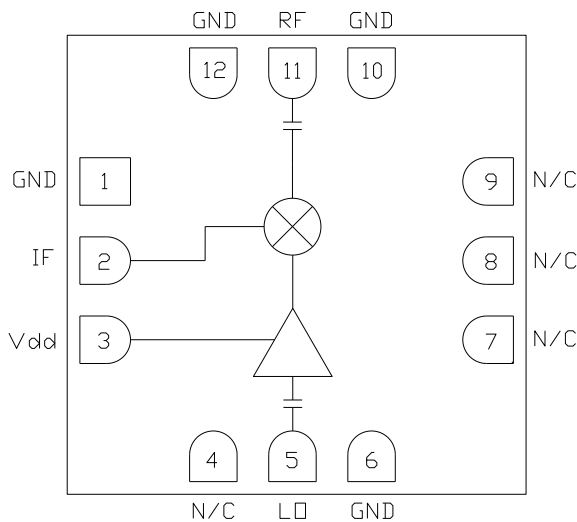 GND RF GND
12 11 10
GND 1 9 N/C
IF 2 8 N/C
Vdd 3 7 N/C
4 5 6
N/C LO GND